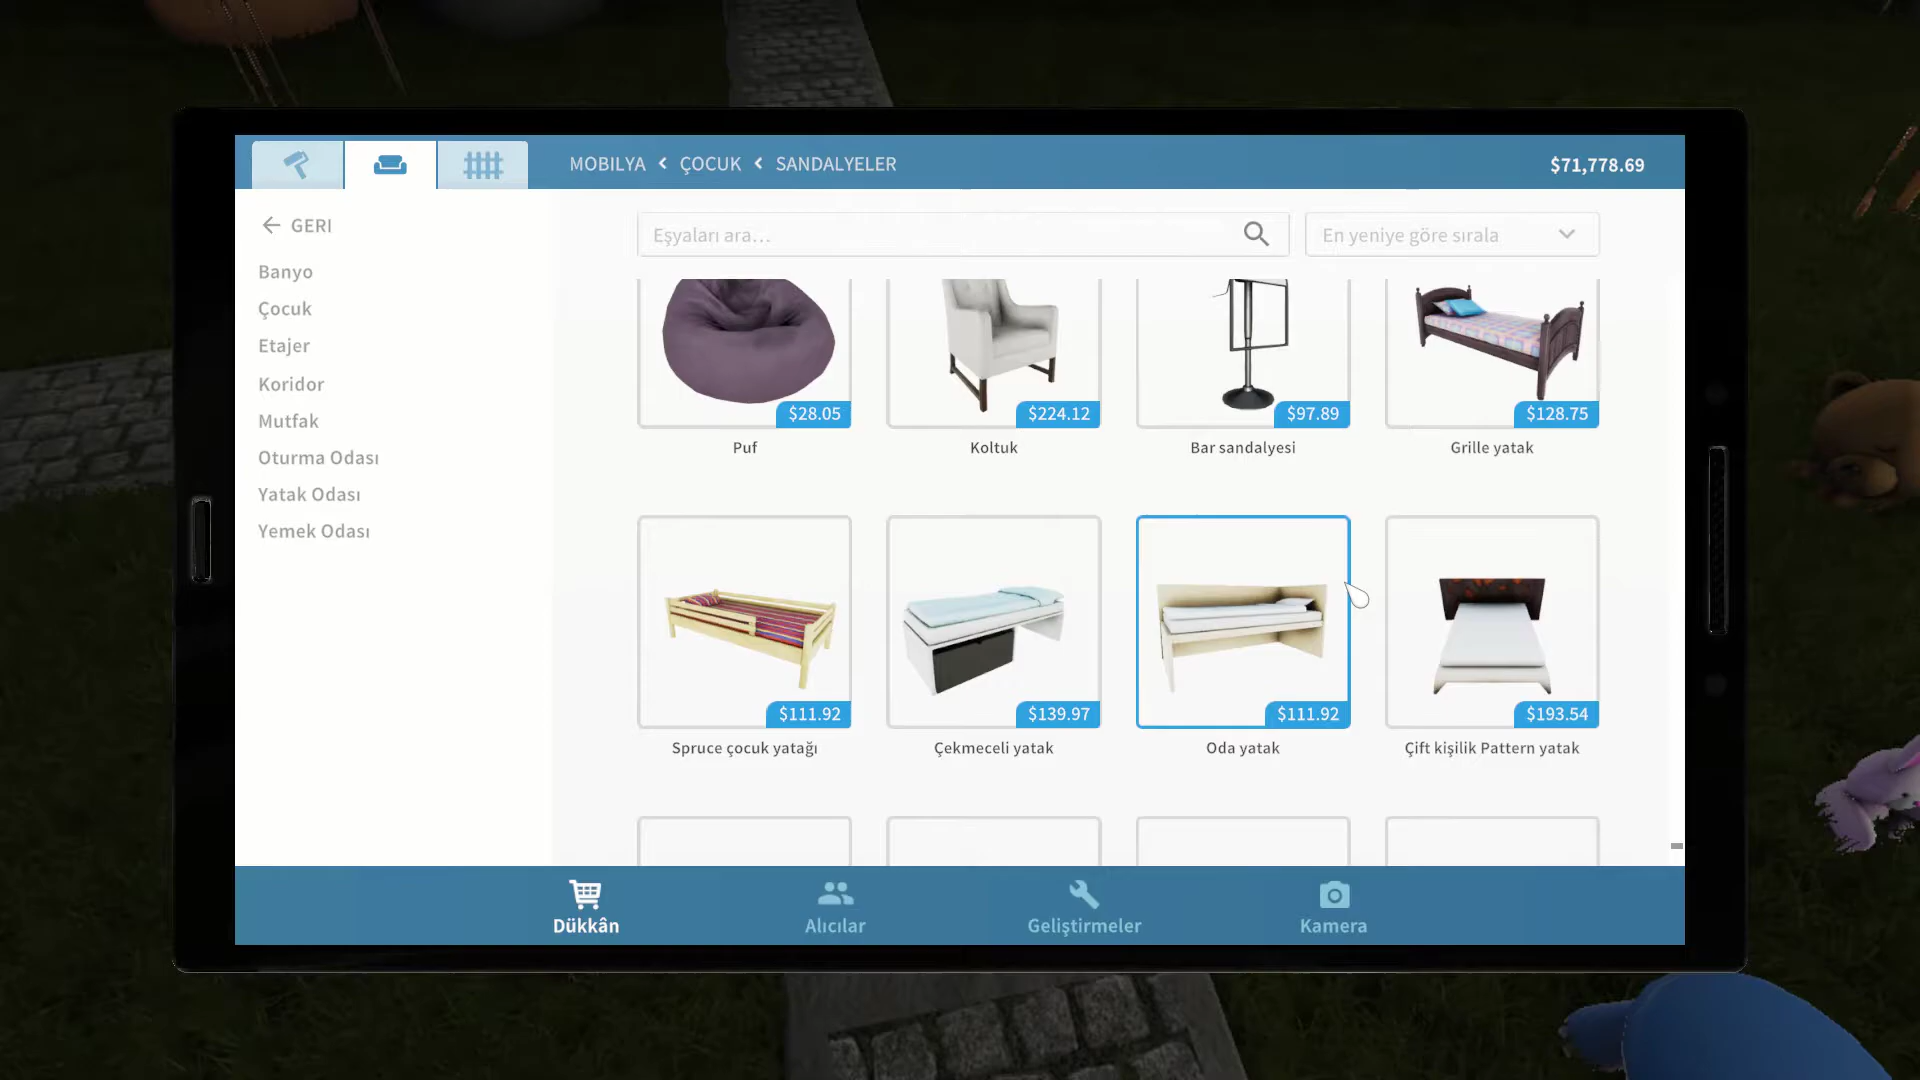 MOBILYA < ÇOCUK < SANDALYELER
$71,778.69
GERI
Eşyaları ara...
En yeniye göre sırala
Banyo
Çocuk
Etajer
Koridor
Mutfak
Oturma Odası
Yatak Odası
Yemek Odası
$28.05
$224.12
$97.89
$128.75
Puf
Koltuk
Bar sandalyesi
Grille yatak
$111.92
$139.97
$111.92
$193.54
Spruce çocuk yatağı
Çekmeceli yatak
Oda yatak
Çift kişilik Pattern yatak
Dükkân
Alıcılar
Geliştirmeler
Kamera